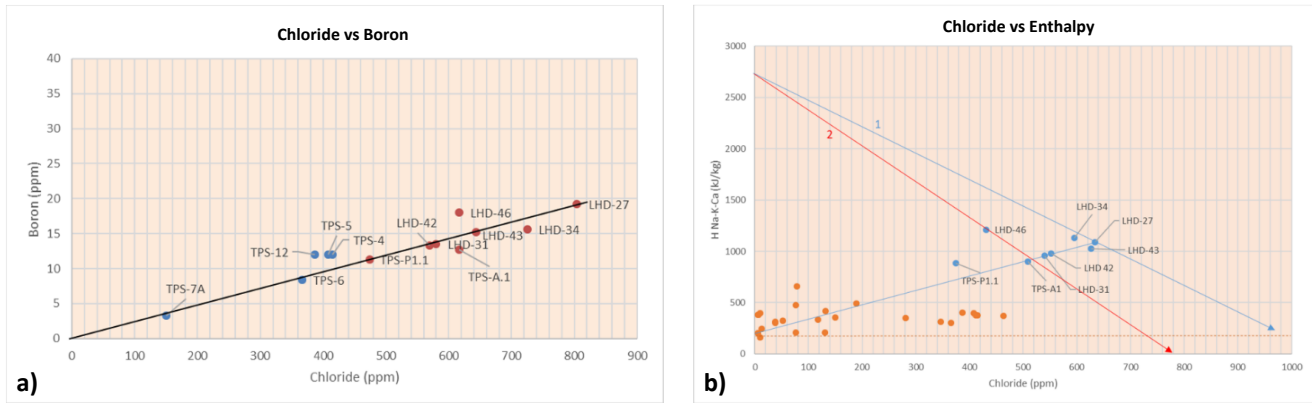 Chloride vs Boron
Boron (ppm)
40
35
30
25
20
15
10
5
0
TPS-7A
TPS-12
TPS-5
TPS-4
TPS-6
TPS-P1.1
LHD-42
LHD-31
LHD-46
LHD-43
TPS-A.1
LHD-34
LHD-27
0 100 200 300 400 500 600 700 800 900
Chloride (ppm)
a)
Chloride vs Enthalpy
H Na-K-Ca (kJ/kg)
3000
2500
2000
1500
1000
500
0
1
2
LHD-46
LHD-34
LHD-27
LHD-43
LHD 42
LHD-31
TPS-A1
TPS-P1.1
0 100 200 300 400 500 600 700 800 900 1000
Chloride (ppm)
b)